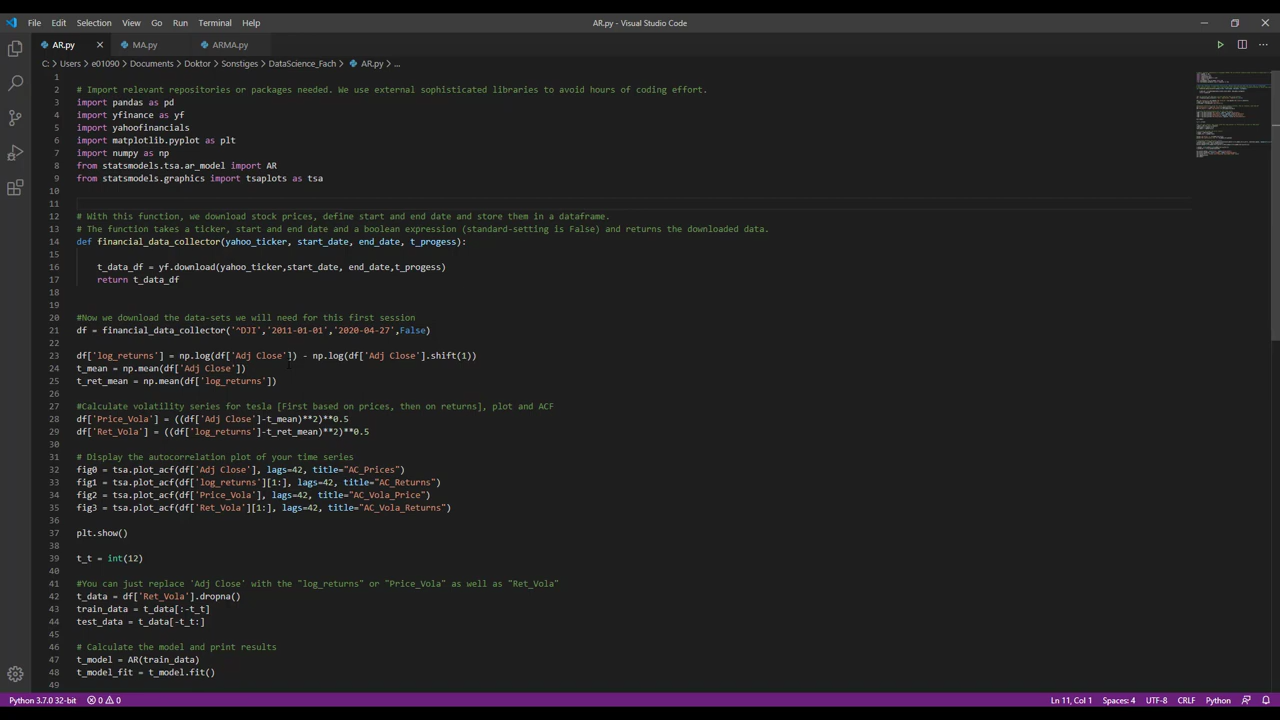 File Edit Selection View Go Run Terminal Help
AR.py - Visual Studio Code
AR.py MA.py ARMA.py
C: > Users > e01090 > Documents > Doktor > Sonstiges > DataScience_Fach > AR.py > ...
1
2 # Import relevant repositories or packages needed. We use external sophisticated libraries to avoid hours of coding effort.
3 import pandas as pd
4 import yfinance as yf
5 import yahoofinancials
6 import matplotlib.pyplot as plt
7 import numpy as np
8 from statsmodels.tsa.ar_model import AR
9 from statsmodels.graphics import tsaplots as tsa
10
11
12 # With this function, we download stock prices, define start and end date and store them in a dataframe.
13 # The function takes a ticker, start and end date and a boolean expression (standard-setting is False) and returns the downloaded data.
14 def financial_data_collector(yahoo_ticker, start_date, end_date, t_progess):
15
16 t_data_df = yf.download(yahoo_ticker,start_date, end_date,t_progess)
17 return t_data_df
18
19
20 #Now we download the data-sets we will need for this first session
21 df = financial_data_collector('^DJI','2011-01-01','2020-04-27',False)
22
23 df['log_returns'] = np.log(df['Adj Close']) - np.log(df['Adj Close'].shift(1))
24 t_mean = np.mean(df['Adj Close'])
25 t_ret_mean = np.mean(df['log_returns'])
26
27 #Calculate volatility series for tesla [First based on prices, then on returns], plot and ACF
28 df['Price_Vola'] = ((df['Adj Close']-t_mean)**2)**0.5
29 df['Ret_Vola'] = ((df['log_returns']-t_ret_mean)**2)**0.5
30
31 # Display the autocorrelation plot of your time series
32 fig0 = tsa.plot_acf(df['Adj Close'], lags=42, title="AC_Prices")
33 fig1 = tsa.plot_acf(df['log_returns'][1:], lags=42, title="AC_Returns")
34 fig2 = tsa.plot_acf(df['Price_Vola'], lags=42, title="AC_Vola_Price")
35 fig3 = tsa.plot_acf(df['Ret_Vola'][1:], lags=42, title="AC_Vola_Returns")
36
37 plt.show()
38
39 t_t = int(12)
40
41 #You can just replace 'Adj Close' with the "log_returns" or "Price_Vola" as well as "Ret_Vola"
42 t_data = df['Ret_Vola'].dropna()
43 train_data = t_data[:-t_t]
44 test_data = t_data[-t_t:]
45
46 # Calculate the model and print results
47 t_model = AR(train_data)
48 t_model_fit = t_model.fit()
49
Python 3.7.0 32-bit 0 0 Ln 11, Col 1 Spaces: 4 UTF-8 CRLF Python